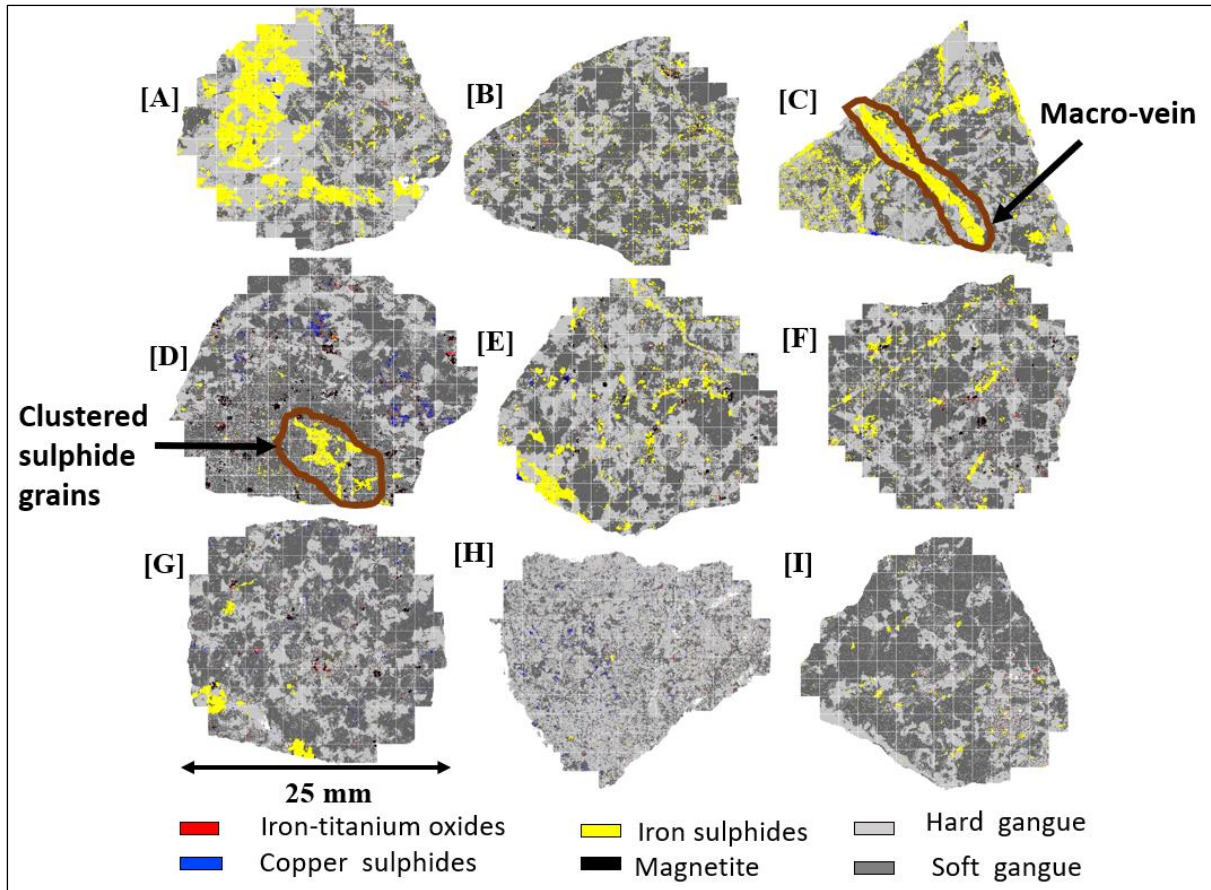 [A]
[B]
[C]
Macro-vein
[D]
[E]
[F]
Clustered
sulphide
grains
[G]
[H]
[I]
25 mm
Iron-titanium oxides
Iron sulphides
Hard gangue
Copper sulphides
Magnetite
Soft gangue